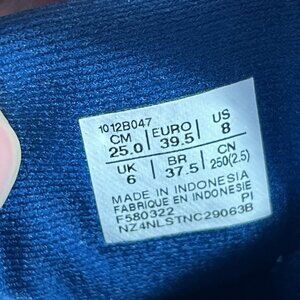 1012B047
CM EURO US
25.0 39.5 8
UK BR CN
6 37.5 250(2.5)
MADE IN INDONESIA
FABRIQUE EN INDONESIE
F580322 PI
NZ4NLSTNC29063B